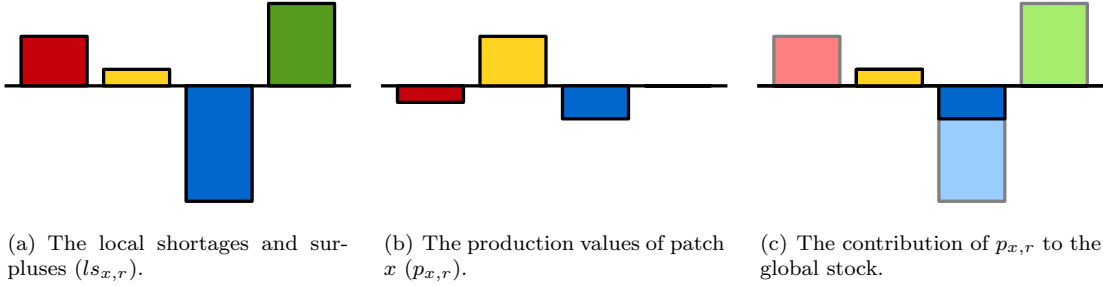 (a) The local shortages and sur-
pluses (ls_{x,r}).
(b) The production values of patch
x (p_{x,r}).
(c) The contribution of p_{x,r} to the
global stock.